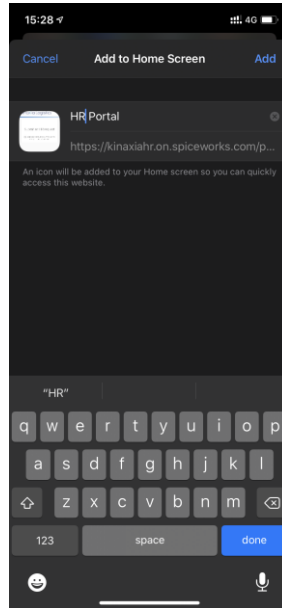 15:28
4G
Cancel Add to Home Screen Add
HR Portal
https://kinaxiahr.on.spiceworks.com/p...
An icon will be added to your Home screen so you can quickly
access this website.
"HR"
q w e r t y u i o p
a s d f g h j k l
z x c v b n m
123 space done